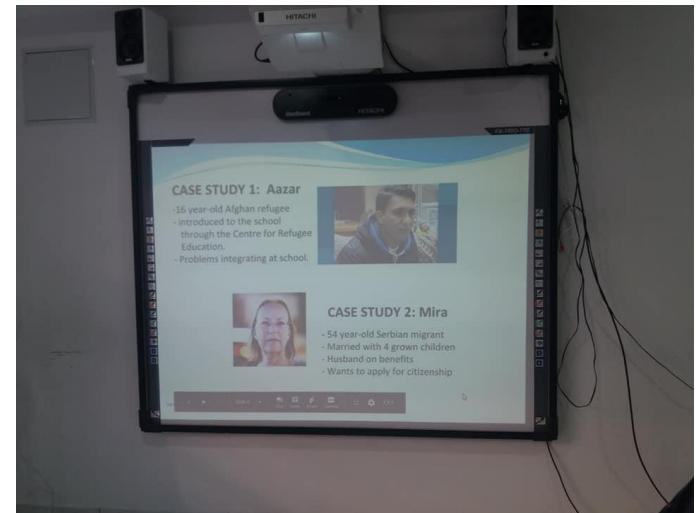 HITACHI
HITACHI
CASE STUDY 1: Aazar
-16 year-old Afghan refugee
- introduced to the school
through the Centre for Refugee
Education.
- Problems integrating at school.
CASE STUDY 2: Mira
- 54 year-old Serbian migrant
- Married with 4 grown children
- Husband on benefits
- Wants to apply for citizenship